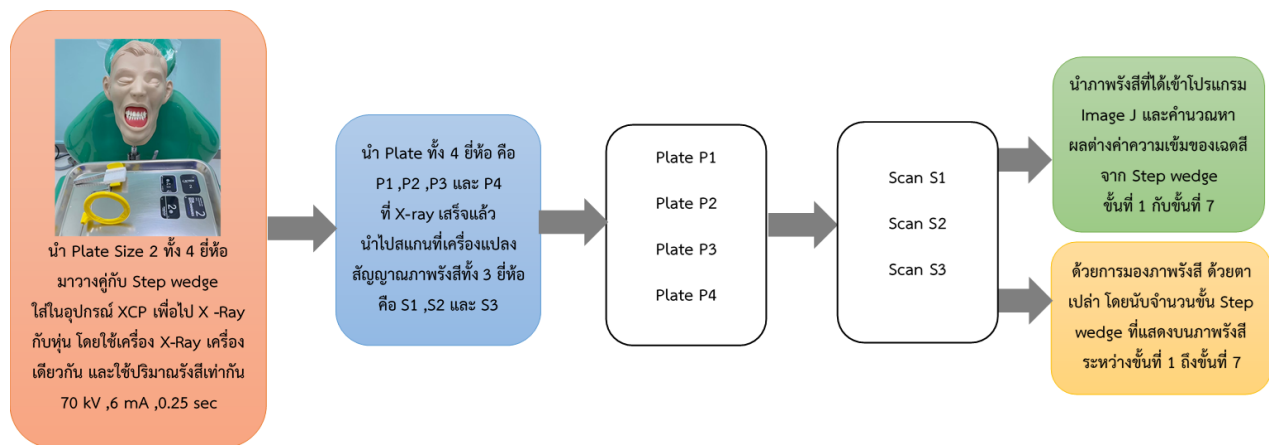 นำ Plate Size 2 ทั้ง 4 ยี่ห้อ
มาวางคู่กับ Step wedge
ใส่ในอุปกรณ์ XCP เพื่อไป X -Ray
กับหุ่น โดยใช้เครื่อง X-Ray เครื่อง
เดียวกัน และใช้ปริมาณรังสีเท่ากัน
70 kV ,6 mA ,0.25 sec
นำ Plate ทั้ง 4 ยี่ห้อ คือ
P1 ,P2 ,P3 และ P4
ที่ X-ray เสร็จแล้ว
นำไปสแกนที่เครื่องแปลง
สัญญาณภาพรังสีทั้ง 3 ยี่ห้อ
คือ S1 ,S2 และ S3
Plate P1
Plate P2
Plate P3
Plate P4
Scan S1
Scan S2
Scan S3
นำภาพรังสีที่ได้เข้าโปรแกรม
Image J และคำนวณหา
ผลต่างค่าความเข้มของเฉดสี
จาก Step wedge
ขั้นที่ 1 กับขั้นที่ 7
ด้วยการมองภาพรังสี ด้วยตา
เปล่า โดยนับจำนวนขั้น Step
wedge ที่แสดงบนภาพรังสี
ระหว่างขั้นที่ 1 ถึงขั้นที่ 7